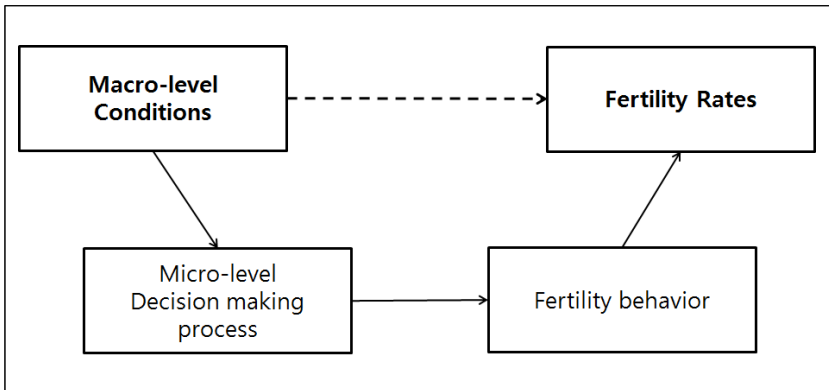 Macro-level
Conditions
Fertility Rates
Micro-level
Decision making
process
Fertility behavior